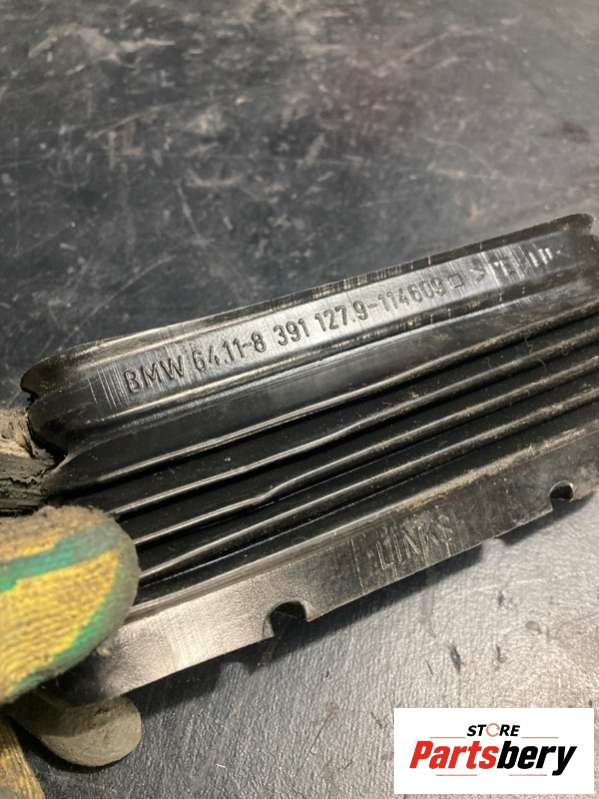 BMW 64.11-8 391 127.9-114609
LINKS
STORE
Partsbery